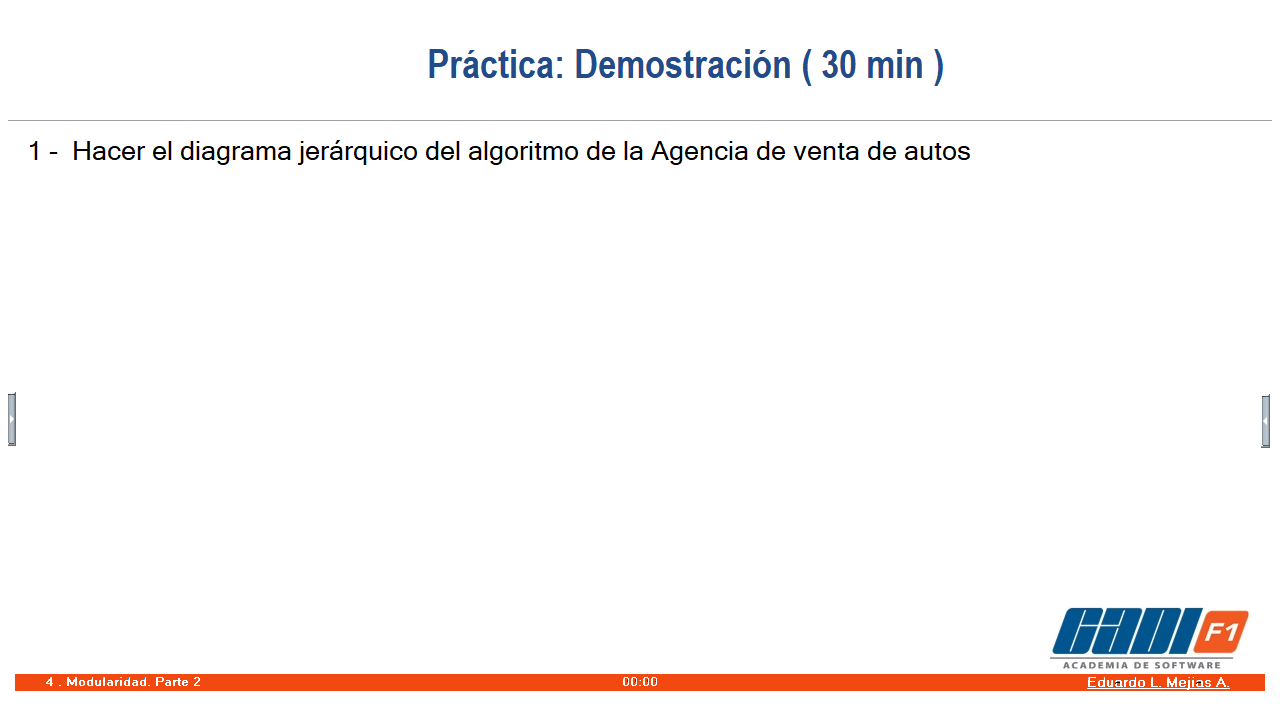 Práctica: Demostración ( 30 min )
1 - Hacer el diagrama jerárquico del algoritmo de la Agencia de venta de autos
CADI F1
ACADEMIA DE SOFTWARE
4 . Modularidad. Parte 2
00:00
Eduardo L. Mejias A.